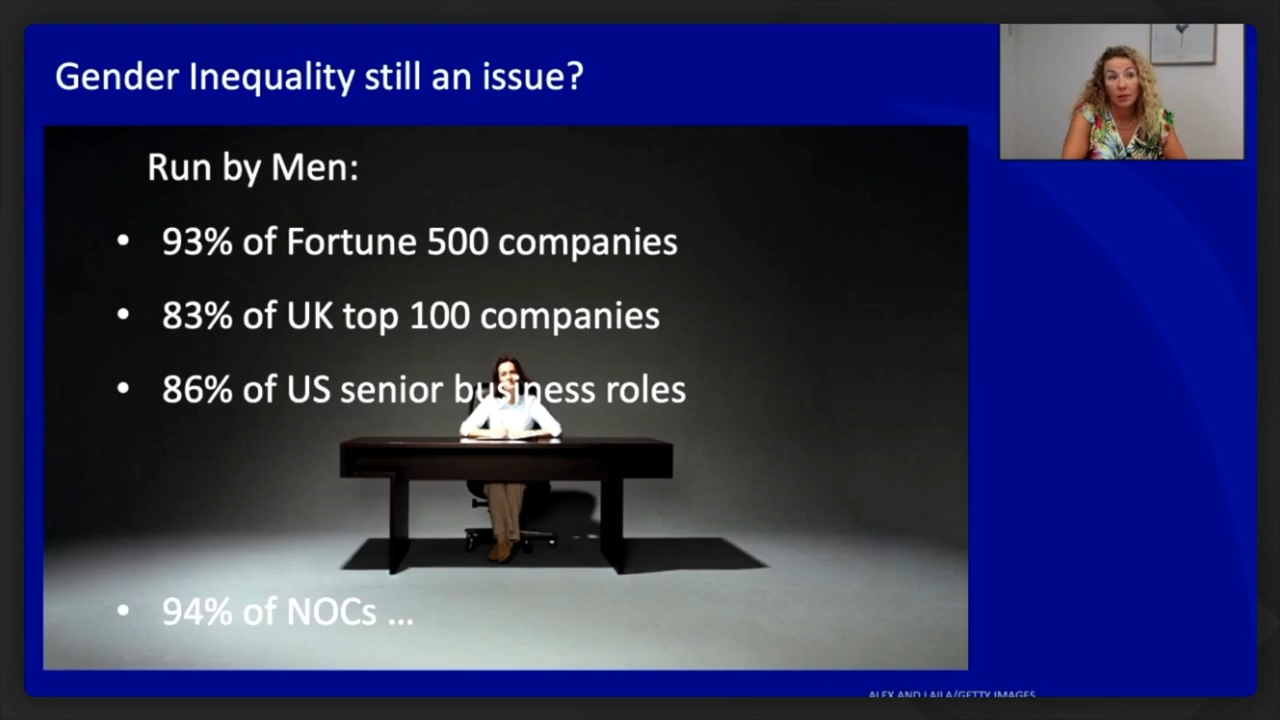 Gender Inequality still an issue?
Run by Men:
• 93% of Fortune 500 companies
• 83% of UK top 100 companies
• 86% of US senior business roles
• 94% of NOCs ...
ALEX AND LAILA/GETTY IMAGES